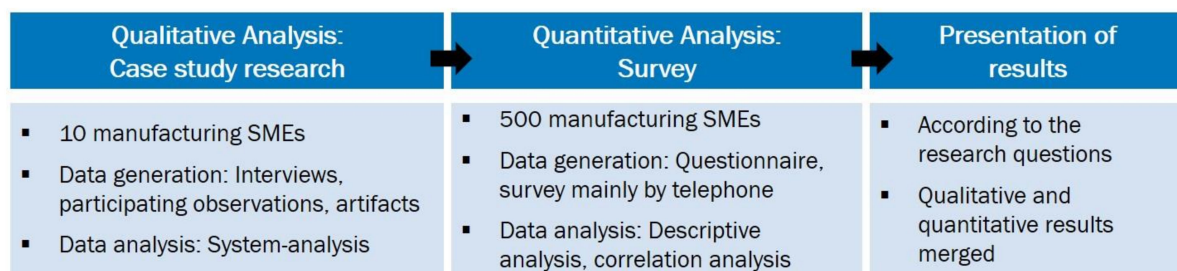 Qualitative Analysis:
Case study research
Quantitative Analysis:
Survey
Presentation of
results
▪ 10 manufacturing SMEs
▪ Data generation: Interviews,
participating observations, artifacts
▪ Data analysis: System-analysis
▪ 500 manufacturing SMEs
▪ Data generation: Questionnaire,
survey mainly by telephone
▪ Data analysis: Descriptive
analysis, correlation analysis
▪ According to the
research questions
▪ Qualitative and
quantitative results
merged